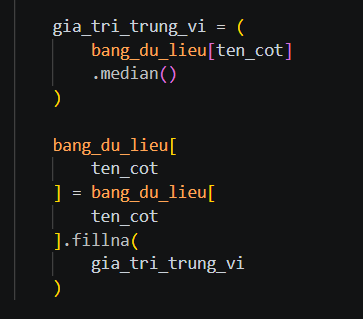 gia_tri_trung_vi = (
    bang_du_lieu[ten_cot]
    .median()
)

bang_du_lieu[
    ten_cot
] = bang_du_lieu[
    ten_cot
].fillna(
    gia_tri_trung_vi
)